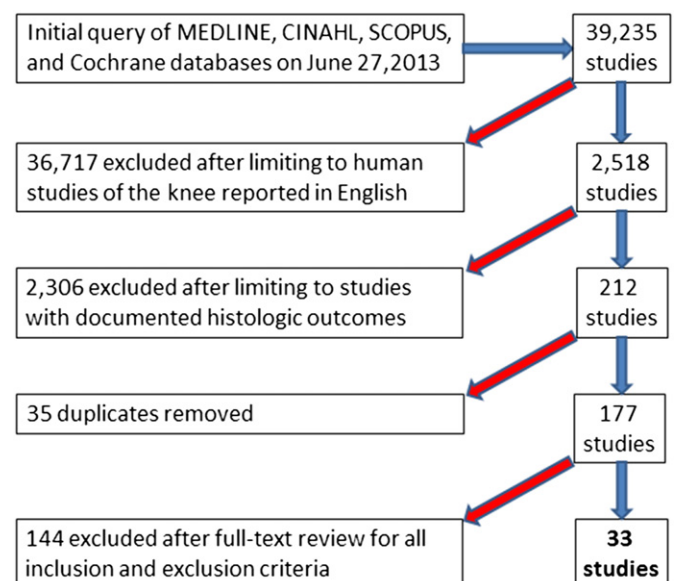 Initial query of MEDLINE, CINAHL, SCOPUS,
and Cochrane databases on June 27,2013
39,235
studies
36,717 excluded after limiting to human
studies of the knee reported in English
2,518
studies
2,306 excluded after limiting to studies
with documented histologic outcomes
212
studies
35 duplicates removed
177
studies
144 excluded after full-text review for all
inclusion and exclusion criteria
33
studies